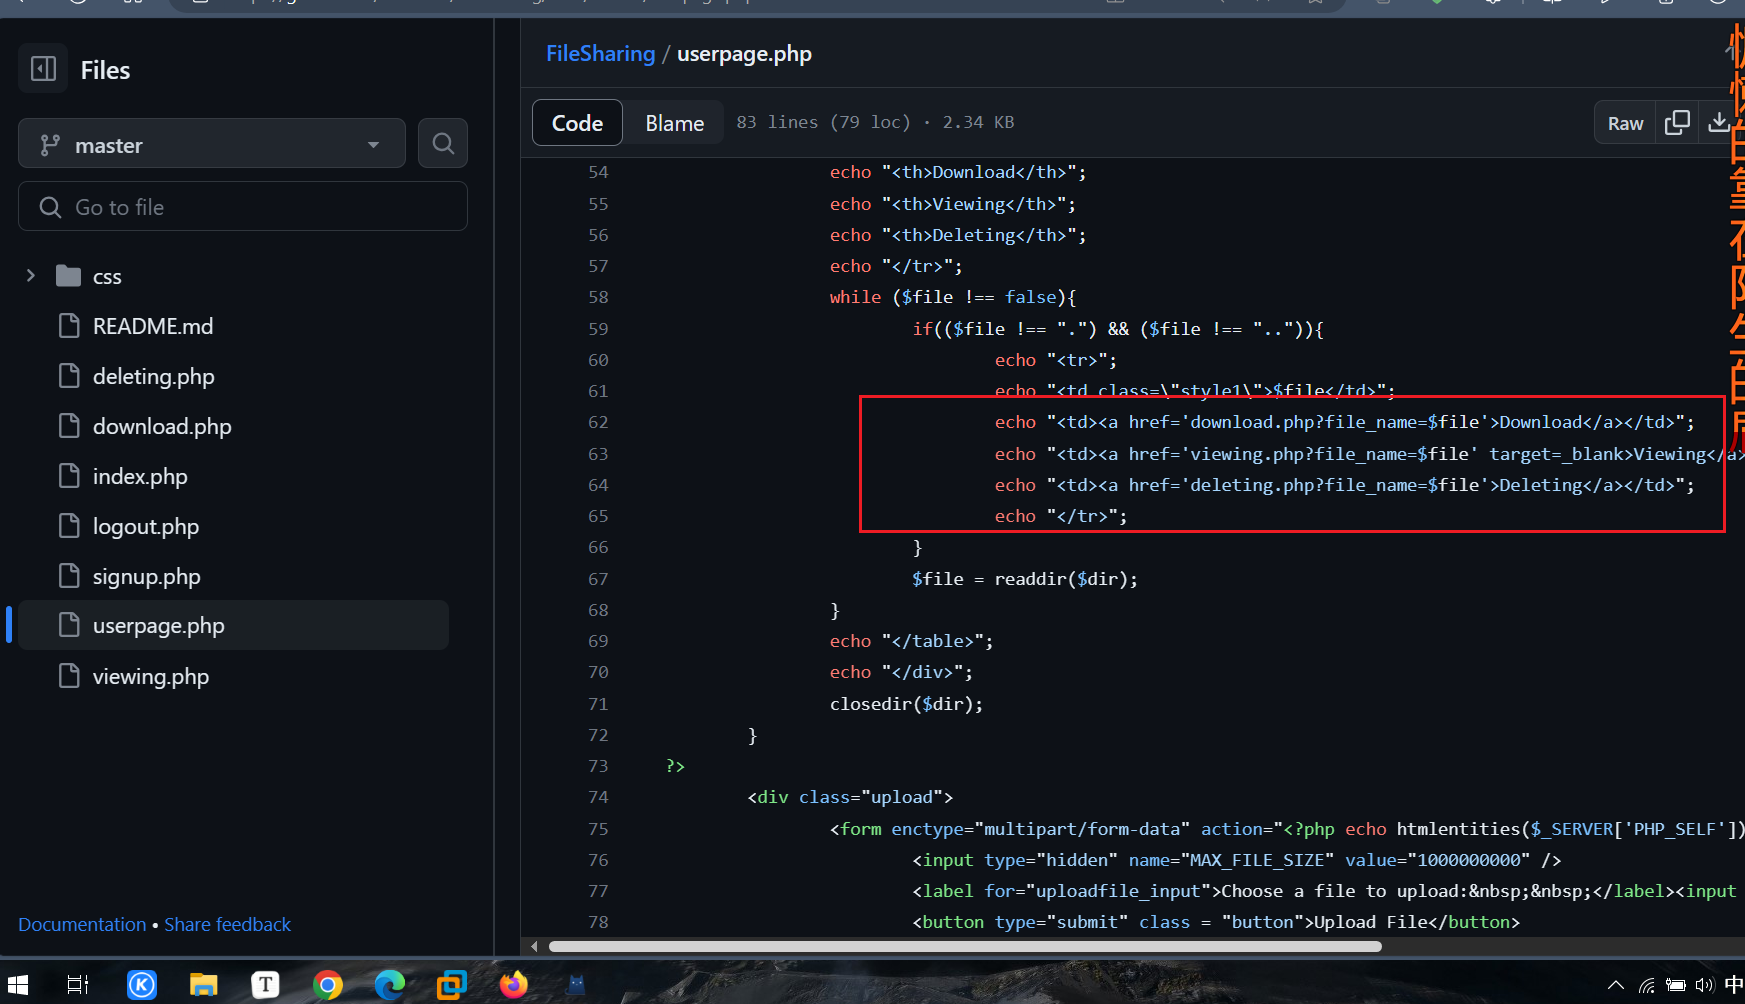 Files
master
Go to file
css
README.md
deleting.php
download.php
index.php
logout.php
signup.php
userpage.php
viewing.php
Documentation • Share feedback
FileSharing / userpage.php
Code Blame 83 lines (79 loc) · 2.34 KB Raw
54 echo "<th>Download</th>";
55 echo "<th>Viewing</th>";
56 echo "<th>Deleting</th>";
57 echo "</tr>";
58 while ($file !== false){
59 if(($file !== ".") && ($file !== "..")){
60 echo "<tr>";
61 echo "<td class=\"style1\">$file</td>";
62 echo "<td><a href='download.php?file_name=$file'>Download</a></td>";
63 echo "<td><a href='viewing.php?file_name=$file' target=_blank>Viewing</a>
64 echo "<td><a href='deleting.php?file_name=$file'>Deleting</a></td>";
65 echo "</tr>";
66 }
67 $file = readdir($dir);
68 }
69 echo "</table>";
70 echo "</div>";
71 closedir($dir);
72 }
73 ?>
74 <div class="upload">
75 <form enctype="multipart/form-data" action="<?php echo htmlentities($_SERVER['PHP_SELF'])
76 <input type="hidden" name="MAX_FILE_SIZE" value="1000000000" />
77 <label for="uploadfile_input">Choose a file to upload:&nbsp;&nbsp;</label><input
78 <button type="submit" class = "button">Upload File</button>
K
T
中